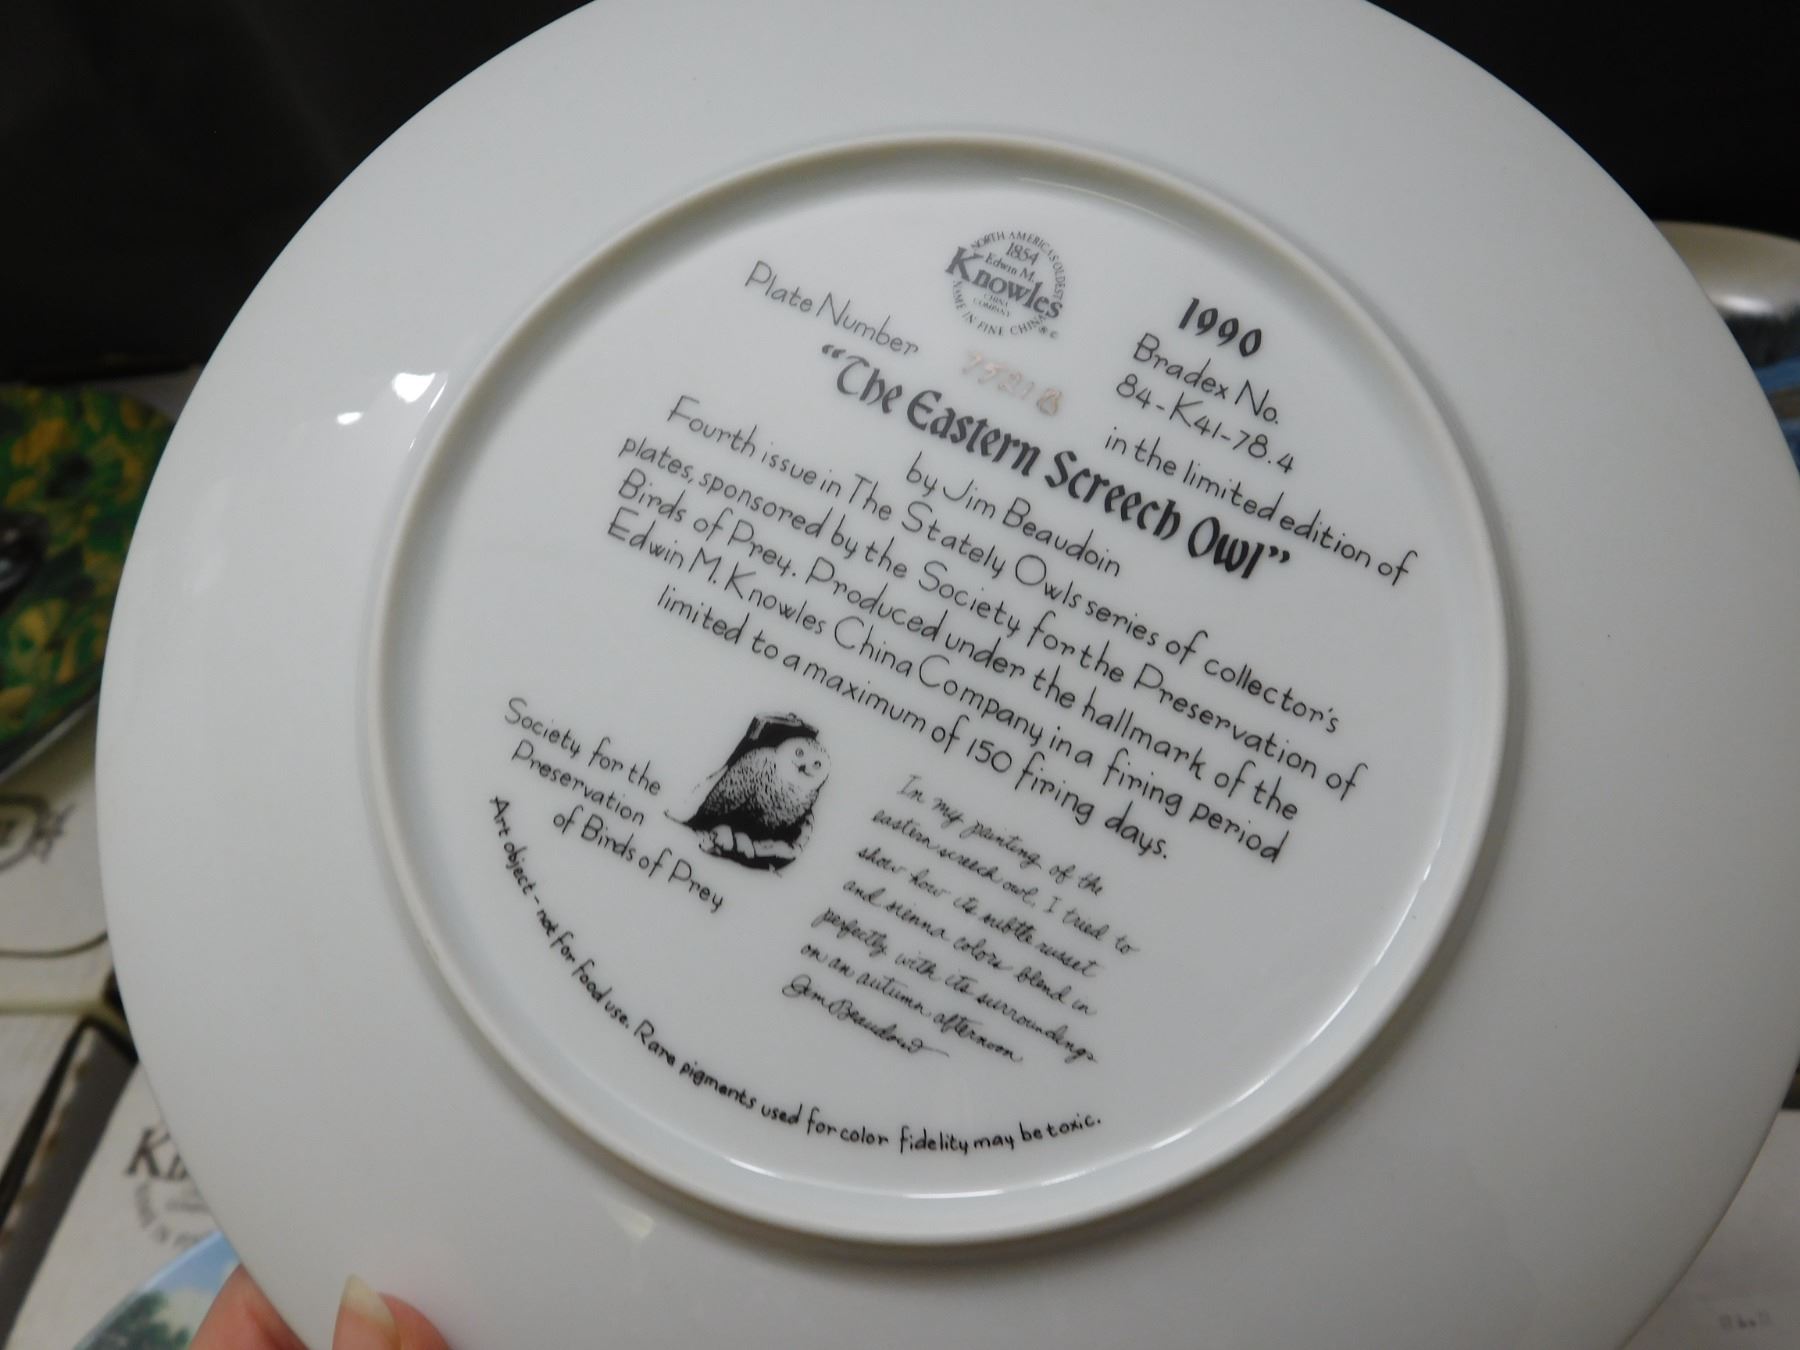 NORTH AMERICA'S OLDEST
1854
Edwin M.
Knowles
CHINA
COMPANY
NAME IN FINE CHINA ® ©
1990
Bradex No.
84-K41-78.4
Plate Number
in the limited edition of
"The Eastern Screech Owl"
by Jim Beaudoin
Fourth issue in The Stately Owls series of collector's
plates, sponsored by the Society for the Preservation of
Birds of Prey. Produced under the hallmark of the
Edwin M. Knowles China Company in a firing period
limited to a maximum of 150 firing days.
Society for the
Preservation
of Birds of Prey
In my painting of the
eastern screech owl, I tried to
show how its subtle russet
and sienna colors blend in
perfectly with its surroundings
on an autumn afternoon
Jim Beaudoin
Art object - not for food use. Rare pigments used for color fidelity may be toxic.